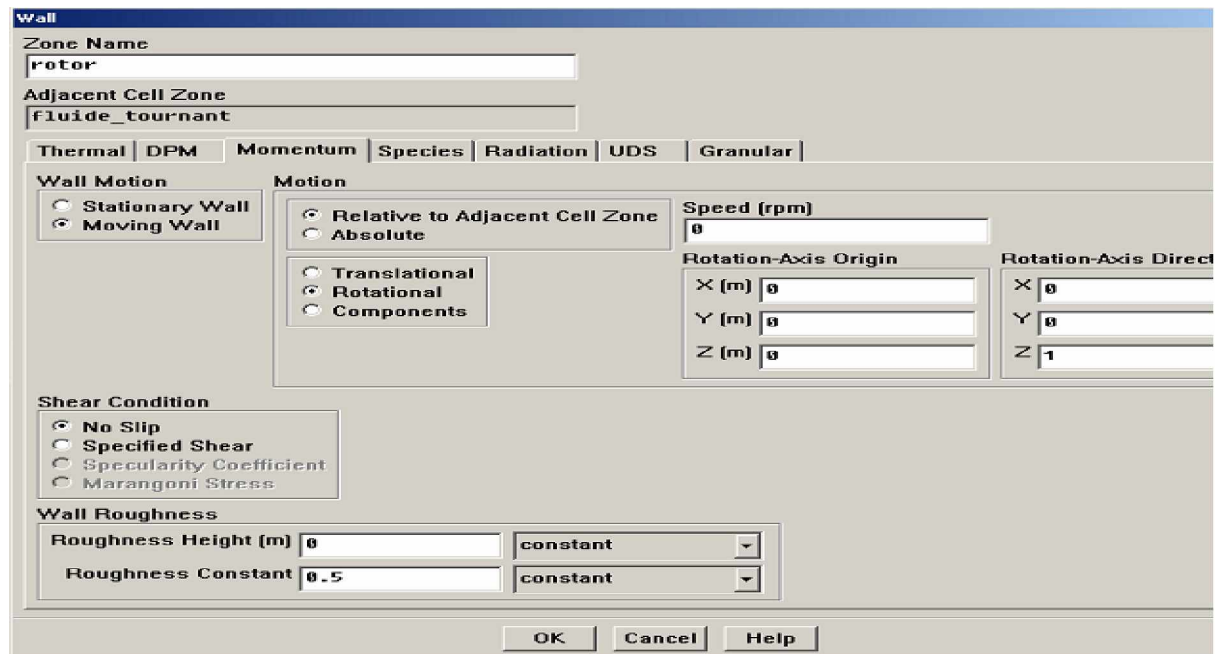 Wall
Zone Name
rotor
Adjacent Cell Zone
fluide_tournant
Thermal DPM Momentum Species Radiation UDS Granular
Wall Motion
Stationary Wall
Moving Wall
Motion
Relative to Adjacent Cell Zone
Absolute
Translational
Rotational
Components
Speed (rpm)
0
Rotation-Axis Origin
X (m) 0
Y (m) 0
Z (m) 0
Rotation-Axis Direct
X 0
Y 0
Z 1
Shear Condition
No Slip
Specified Shear
Specularity Coefficient
Marangoni Stress
Wall Roughness
Roughness Height (m) 0 constant
Roughness Constant 0.5 constant
OK Cancel Help